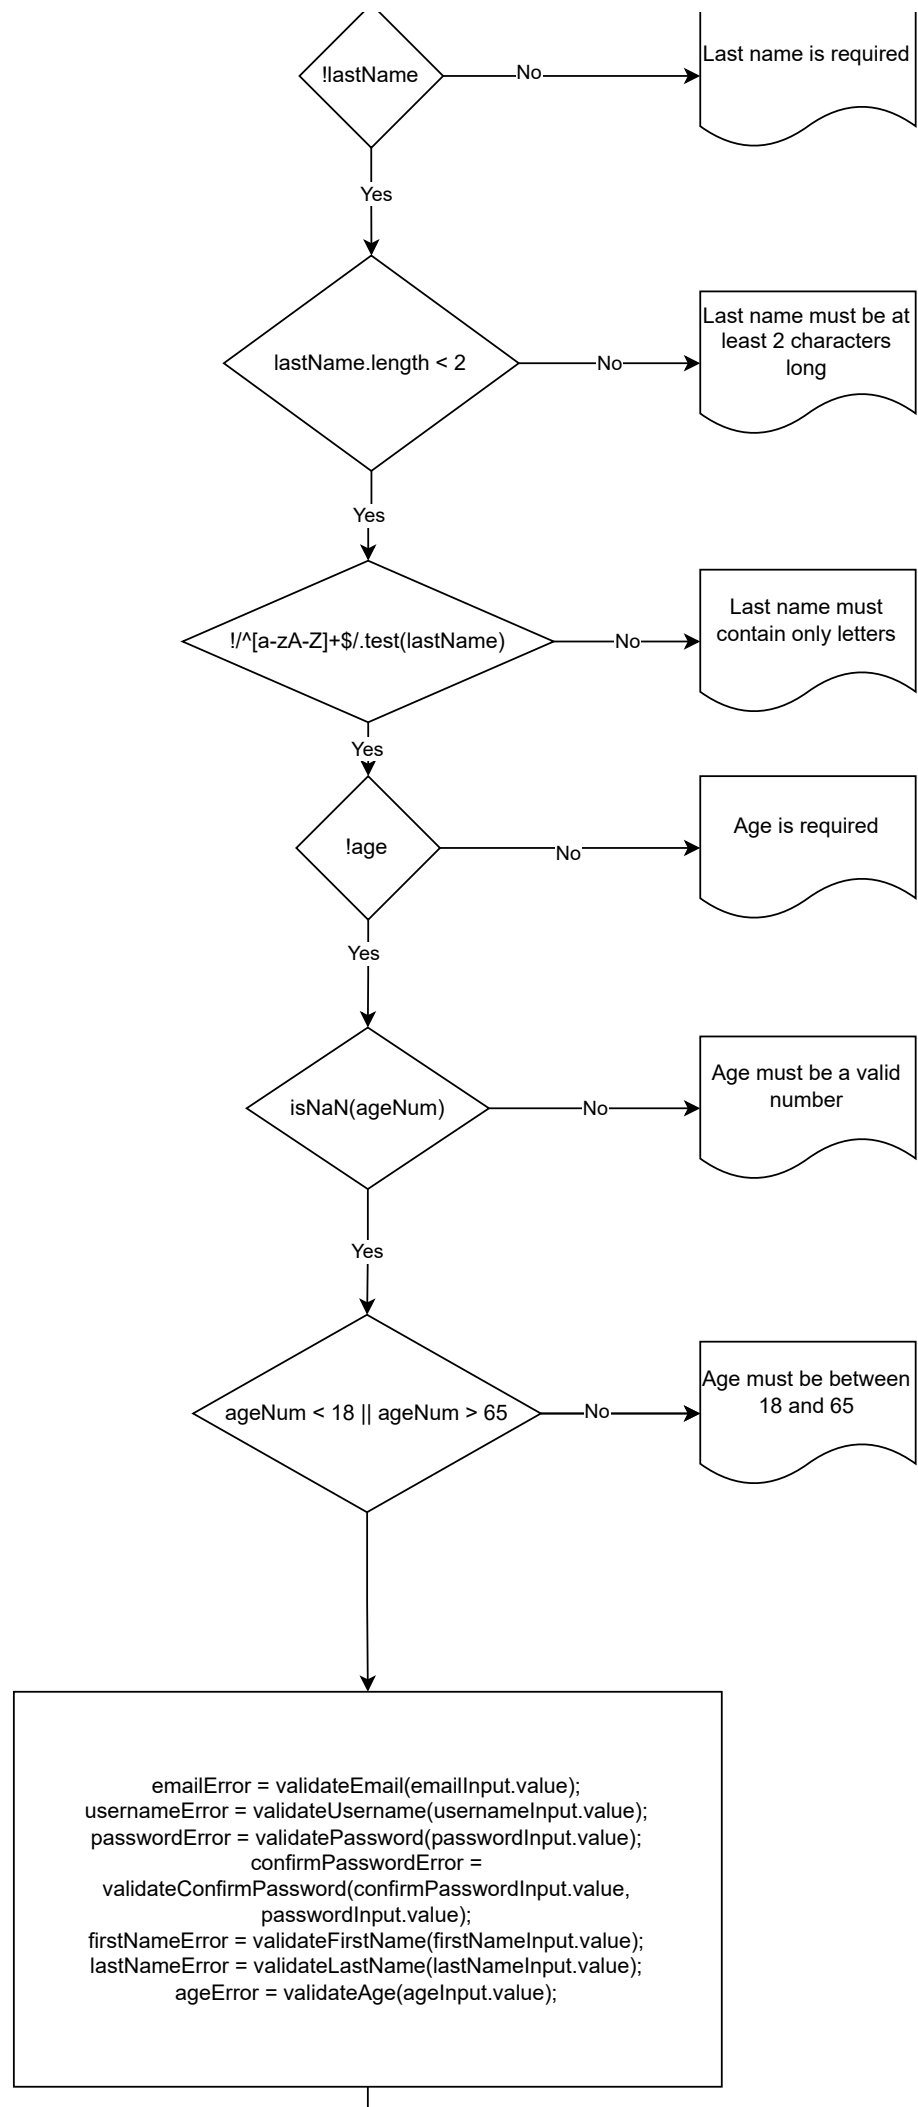 !lastName
No
Last name is required
Yes
lastName.length < 2
No
Last name must be at
least 2 characters
long
Yes
!/^[a-zA-Z]+$/.test(lastName)
No
Last name must
contain only letters
Yes
!age
No
Age is required
Yes
isNaN(ageNum)
No
Age must be a valid
number
Yes
ageNum < 18 || ageNum > 65
No
Age must be between
18 and 65
emailError = validateEmail(emailInput.value);
usernameError = validateUsername(usernameInput.value);
passwordError = validatePassword(passwordInput.value);
confirmPasswordError =
validateConfirmPassword(confirmPasswordInput.value,
passwordInput.value);
firstNameError = validateFirstName(firstNameInput.value);
lastNameError = validateLastName(lastNameInput.value);
ageError = validateAge(ageInput.value);